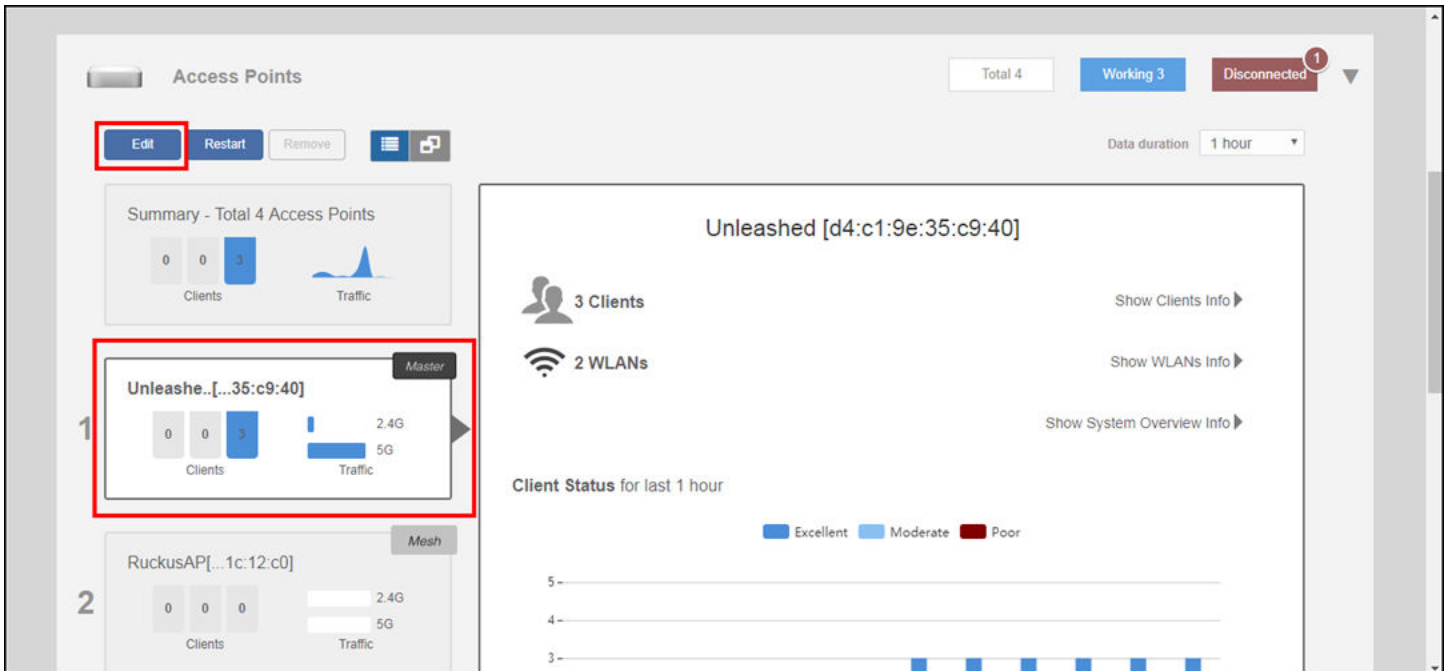 Access Points
Total 4
Working 3
Disconnected
1
Edit
Restart
Remove
Data duration
1 hour
Summary - Total 4 Access Points
0 0 3
Clients
Traffic
1
Master
Unleashe..[...35:c9:40]
0 0 3
2.4G
5G
Clients
Traffic
2
Mesh
RuckusAP[...1c:12:c0]
0 0 0
2.4G
5G
Clients
Traffic
Unleashed [d4:c1:9e:35:c9:40]
3 Clients
Show Clients Info
2 WLANs
Show WLANs Info
Show System Overview Info
Client Status for last 1 hour
Excellent Moderate Poor
5
4
3